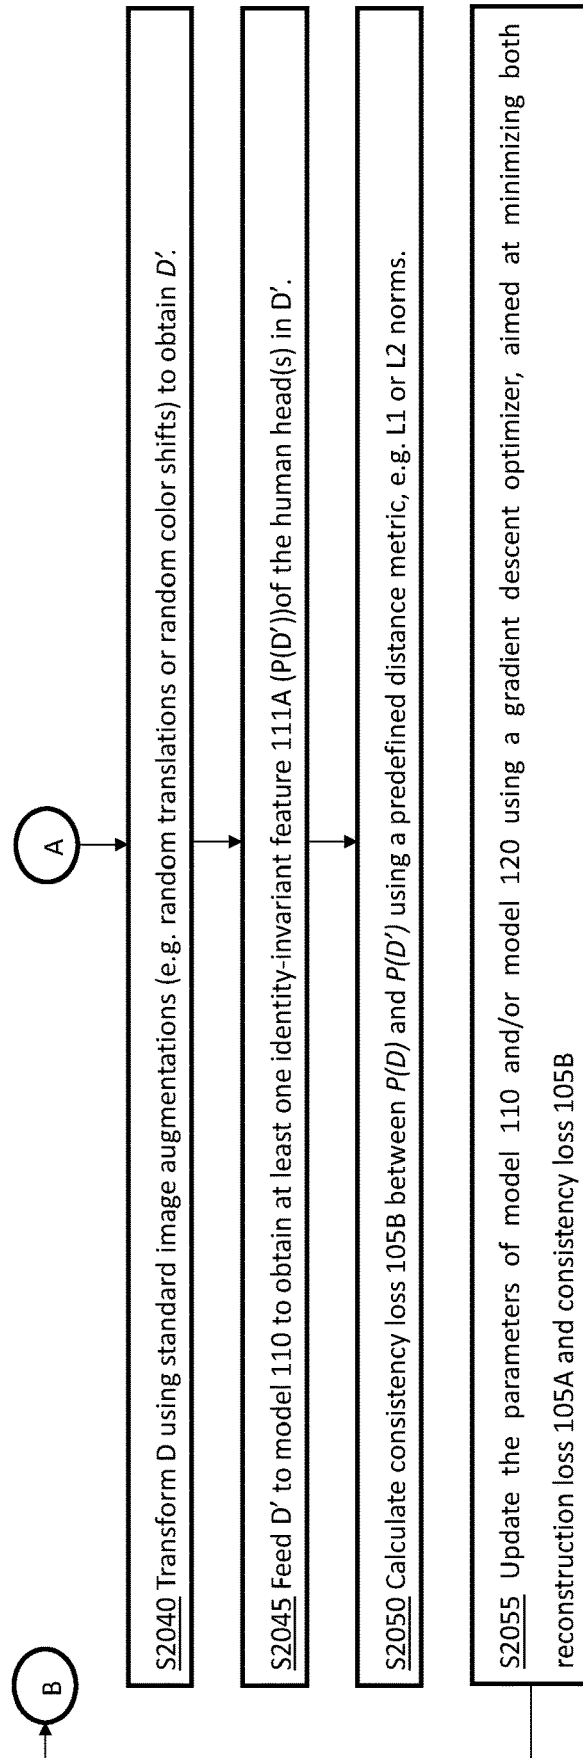 B
A
S2040 Transform D using standard image augmentations (e.g. random translations or random color shifts) to obtain D′.
S2045 Feed D′ to model 110 to obtain at least one identity-invariant feature 111A (P(D′))of the human head(s) in D′.
S2050 Calculate consistency loss 105B between P(D) and P(D′) using a predefined distance metric, e.g. L1 or L2 norms.
S2055 Update the parameters of model 110 and/or model 120 using a gradient descent optimizer, aimed at minimizing both
reconstruction loss 105A and consistency loss 105B